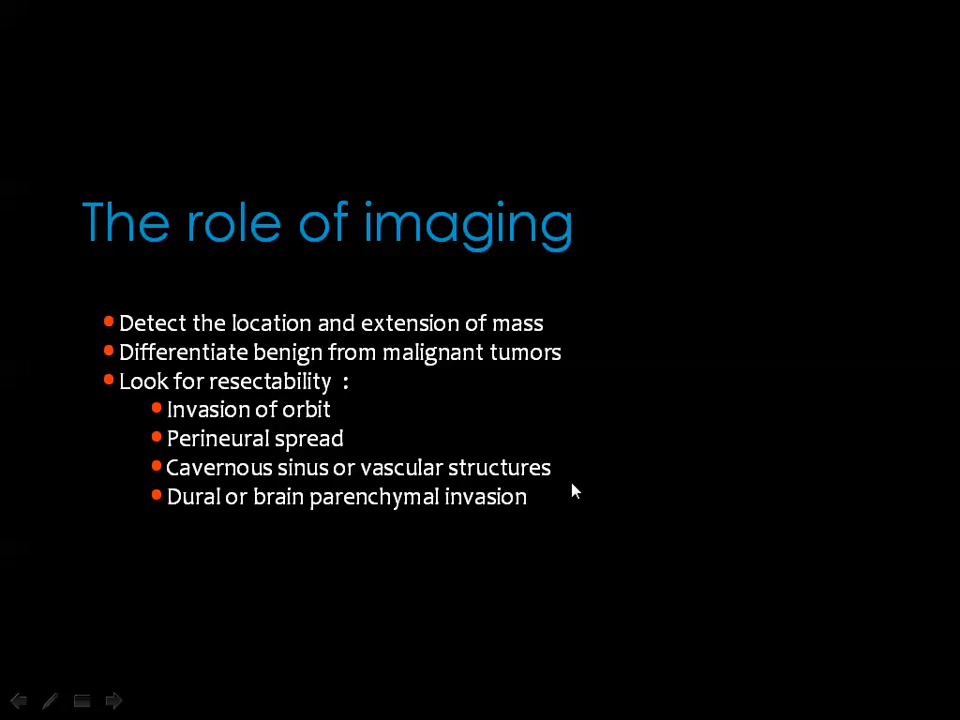 The role of imaging
• Detect the location and extension of mass
• Differentiate benign from malignant tumors
• Look for resectability :
• Invasion of orbit
• Perineural spread
• Cavernous sinus or vascular structures
• Dural or brain parenchymal invasion